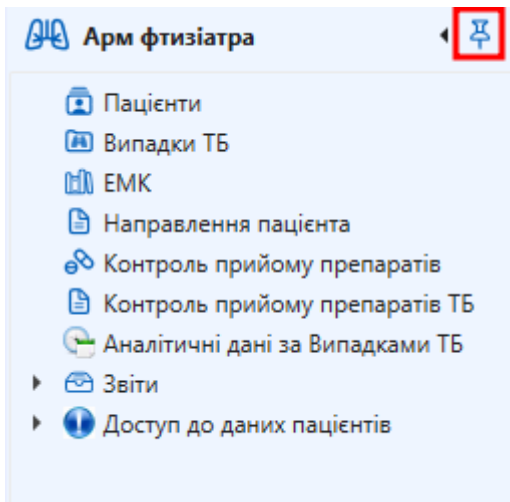 Арм фтизіатра
Пацієнти
Випадки ТБ
ЕМК
Направлення пацієнта
Контроль прийому препаратів
Контроль прийому препаратів ТБ
Аналітичні дані за Випадками ТБ
Звіти
Доступ до даних пацієнтів